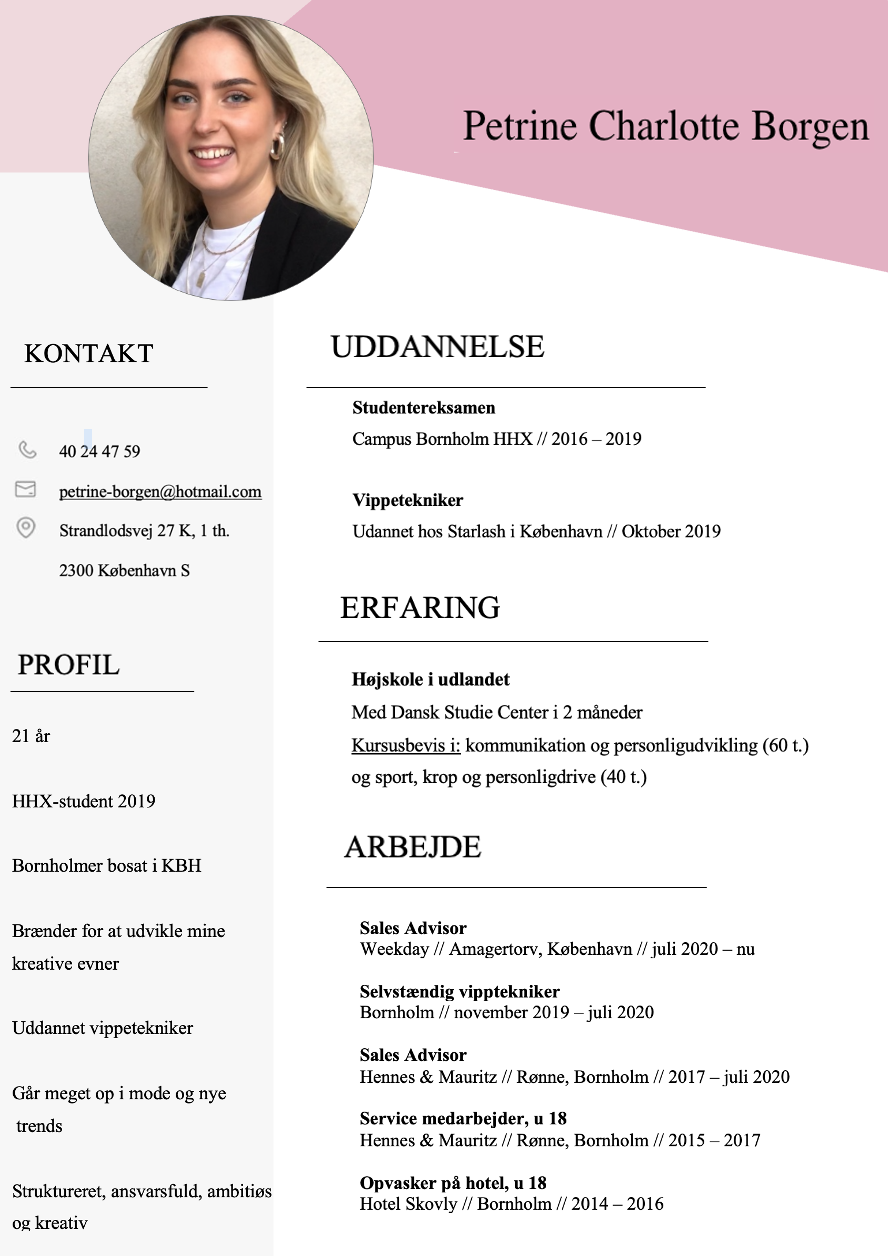 Petrine Charlotte Borgen
KONTAKT
40 24 47 59
petrine-borgen@hotmail.com
Strandlodsvej 27 K, 1 th.
2300 København S
PROFIL
21 år
HHX-student 2019
Bornholmer bosat i KBH
Brænder for at udvikle mine
kreative evner
Uddannet vippetekniker
Går meget op i mode og nye
trends
Struktureret, ansvarsfuld, ambitiøs
og kreativ
UDDANNELSE
Studentereksamen
Campus Bornholm HHX // 2016 – 2019
Vippetekniker
Udannet hos Starlash i København // Oktober 2019
ERFARING
Højskole i udlandet
Med Dansk Studie Center i 2 måneder
Kursusbevis i: kommunikation og personligudvikling (60 t.)
og sport, krop og personligdrive (40 t.)
ARBEJDE
Sales Advisor
Weekday // Amagertorv, København // juli 2020 – nu
Selvstændig vipptekniker
Bornholm // november 2019 – juli 2020
Sales Advisor
Hennes & Mauritz // Rønne, Bornholm // 2017 – juli 2020
Service medarbejder, u 18
Hennes & Mauritz // Rønne, Bornholm // 2015 – 2017
Opvasker på hotel, u 18
Hotel Skovly // Bornholm // 2014 – 2016